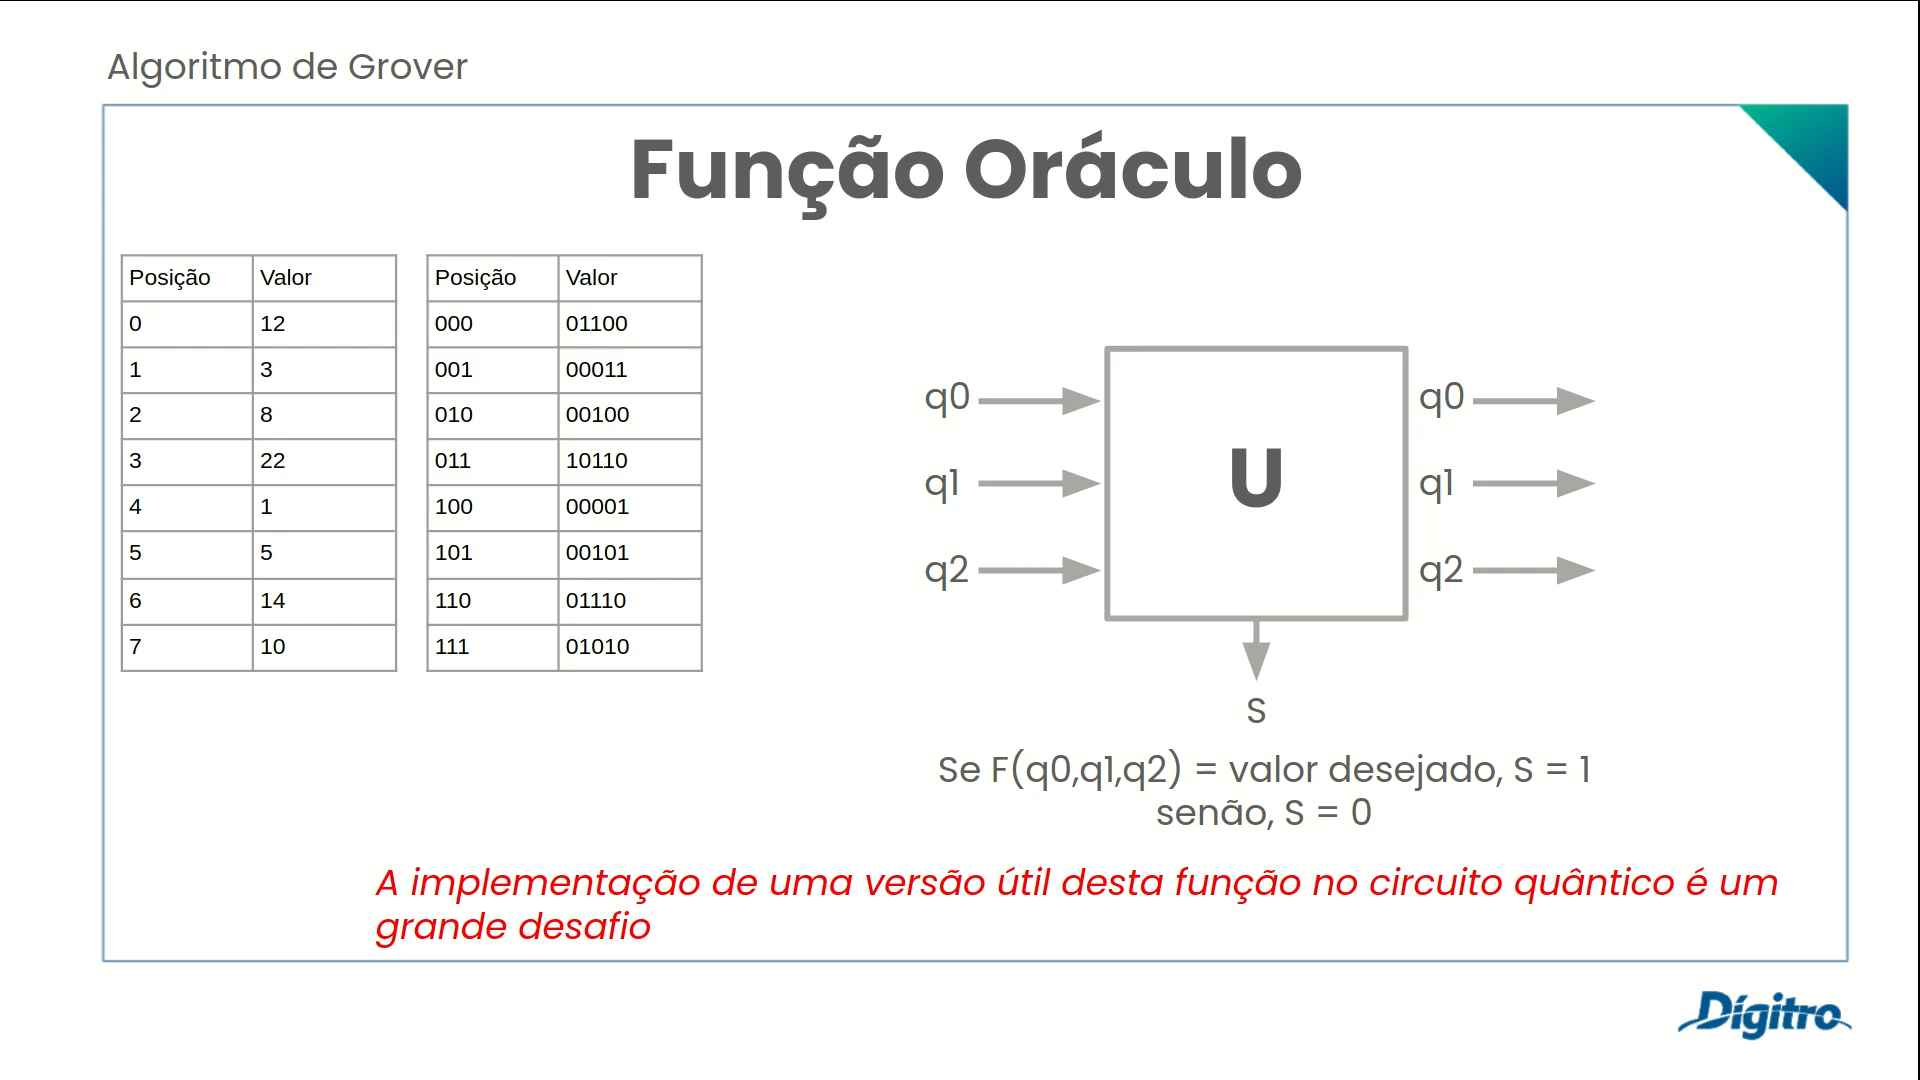 Algoritmo de Grover
Função Oráculo
Posição Valor
0 12
1 3
2 8
3 22
4 1
5 5
6 14
7 10
Posição Valor
000 01100
001 00011
010 00100
011 10110
100 00001
101 00101
110 01110
111 01010
q0
q1
q2
U
q0
q1
q2
S
Se F(q0,q1,q2) = valor desejado, S = 1
senão, S = 0
A implementação de uma versão útil desta função no circuito quântico é um
grande desafio
Dígitro